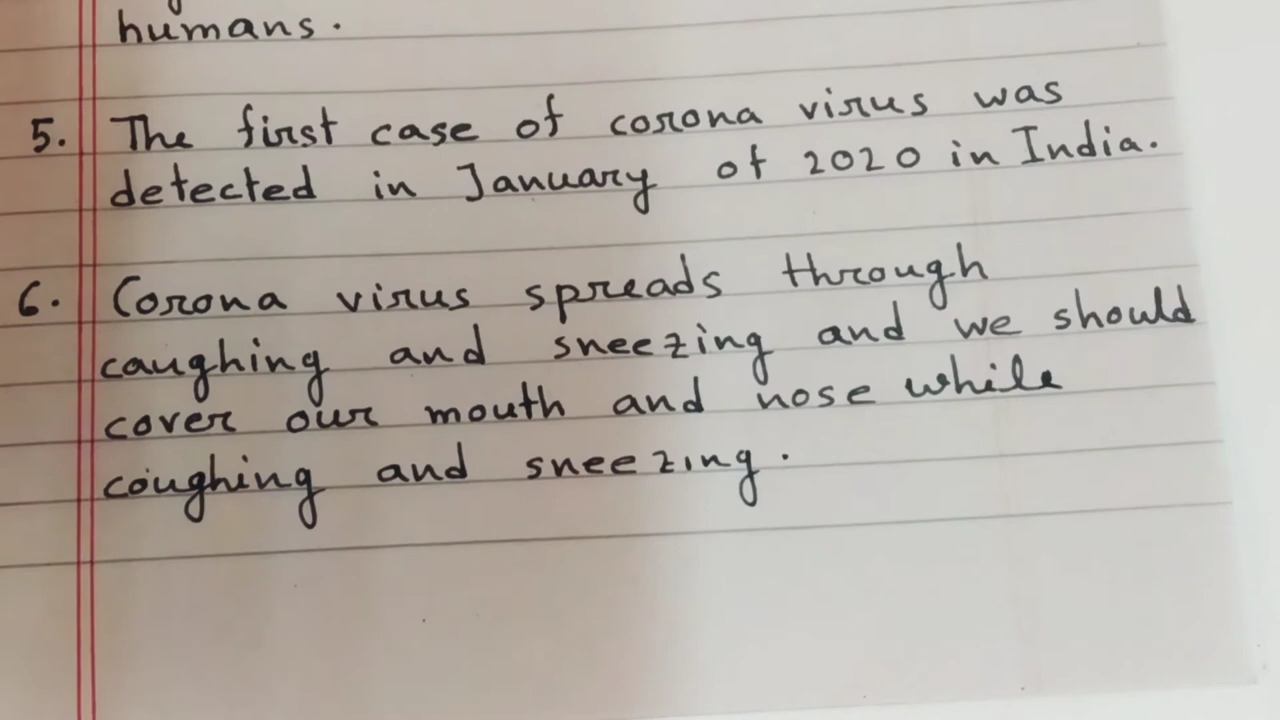 humans.
5. The first case of corona virus was
detected in January of 2020 in India.
6. Corona virus spreads through
caughing and sneezing and we should
cover our mouth and nose while
coughing and sneezing.